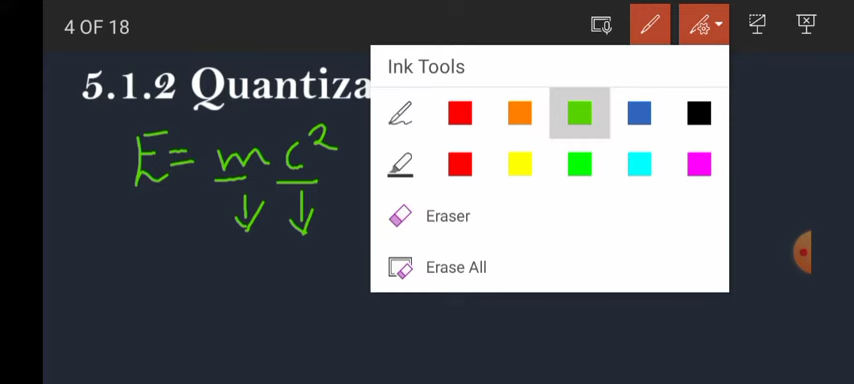 4 OF 18
Ink Tools
5.1.2 Quantiza
E = mc²
Eraser
Erase All